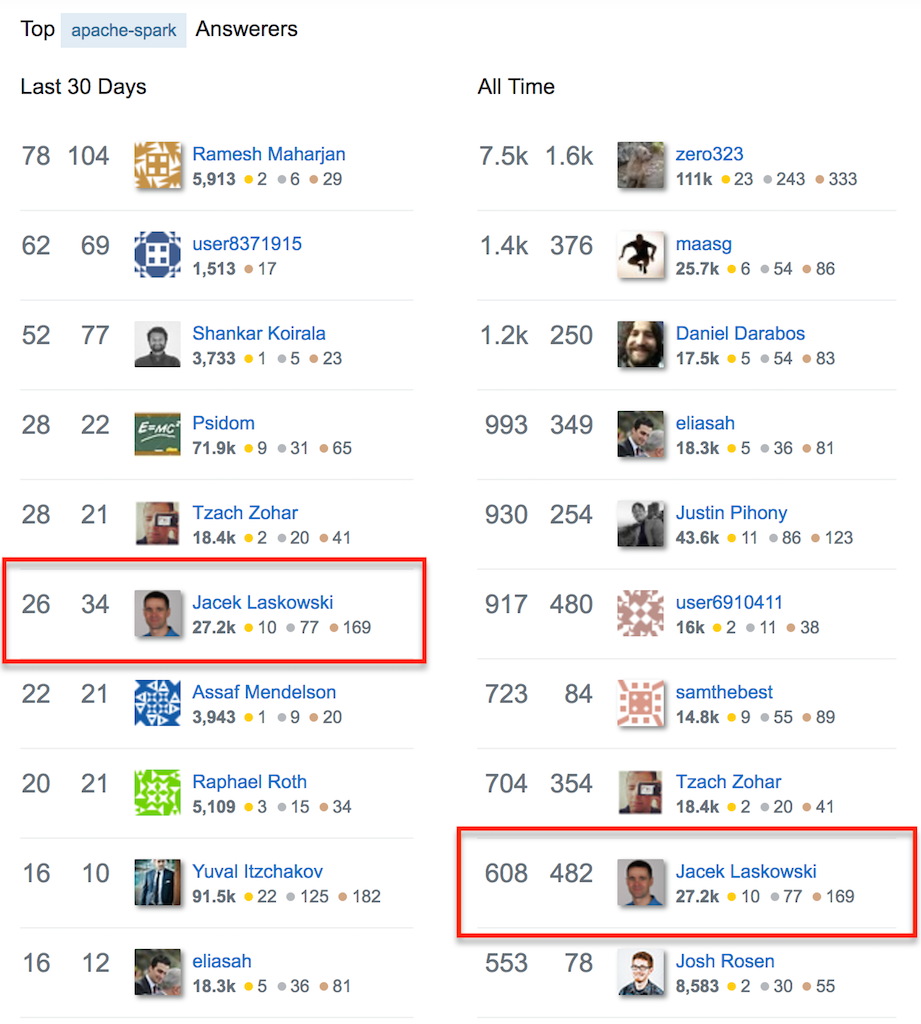 Top apache-spark Answerers
Last 30 Days
78 104 Ramesh Maharjan
5,913 2 6 29
62 69 user8371915
1,513 17
52 77 Shankar Koirala
3,733 1 5 23
28 22 Psidom
E=MC²
71.9k 9 31 65
28 21 Tzach Zohar
18.4k 2 20 41
26 34 Jacek Laskowski
27.2k 10 77 169
22 21 Assaf Mendelson
3,943 1 9 20
20 21 Raphael Roth
5,109 3 15 34
16 10 Yuval Itzchakov
91.5k 22 125 182
16 12 eliasah
18.3k 5 36 81
All Time
7.5k 1.6k zero323
111k 23 243 333
1.4k 376 maasg
25.7k 6 54 86
1.2k 250 Daniel Darabos
17.5k 5 54 83
993 349 eliasah
18.3k 5 36 81
930 254 Justin Pihony
43.6k 11 86 123
917 480 user6910411
16k 2 11 38
723 84 samthebest
14.8k 9 55 89
704 354 Tzach Zohar
18.4k 2 20 41
608 482 Jacek Laskowski
27.2k 10 77 169
553 78 Josh Rosen
8,583 2 30 55